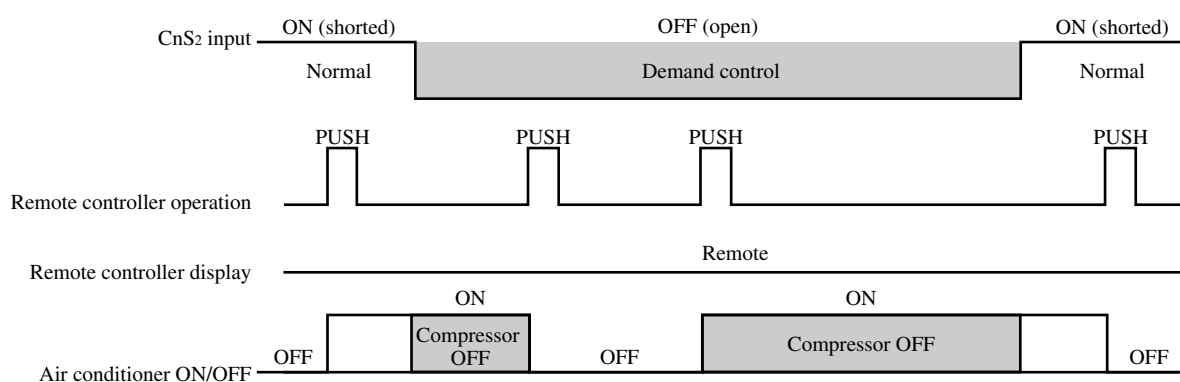 ON (shorted) OFF (open) ON (shorted)
CnS2 input
Normal Demand control Normal
PUSH PUSH PUSH PUSH
Remote controller operation
Remote
Remote controller display
ON ON
Compressor
OFF
Compressor OFF
OFF OFF OFF
Air conditioner ON/OFF